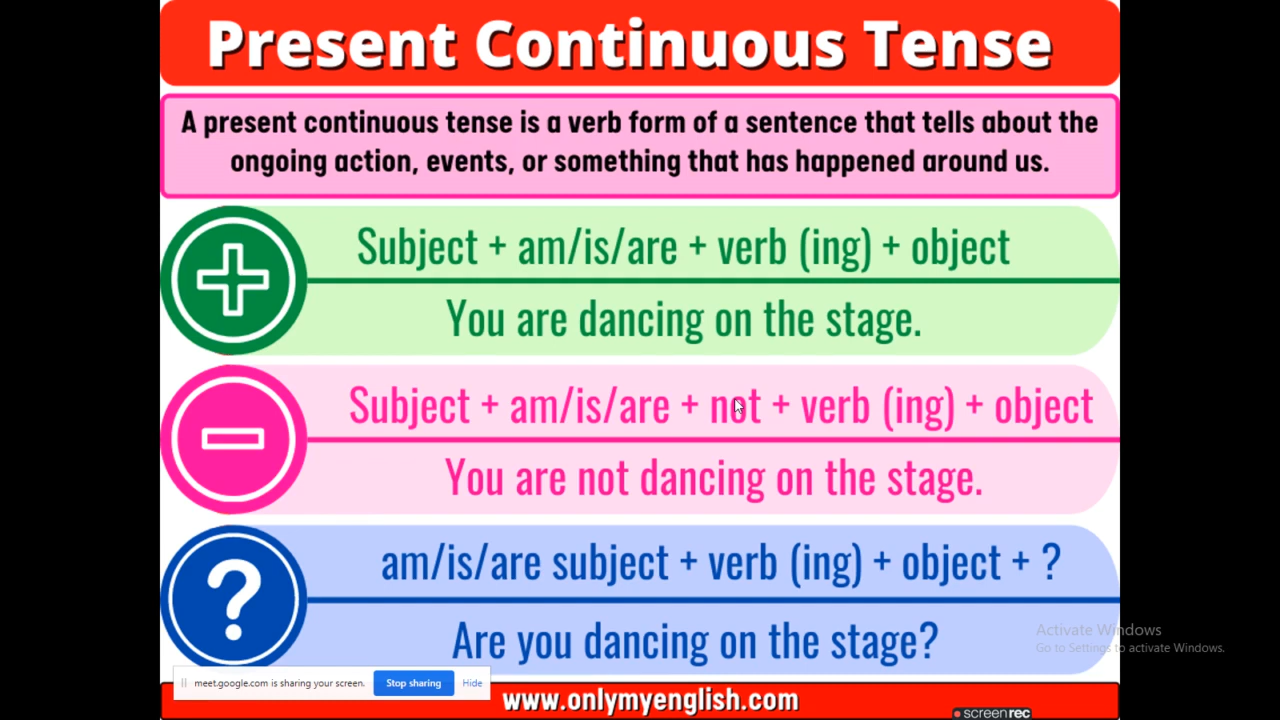 Present Continuous Tense
A present continuous tense is a verb form of a sentence that tells about the
ongoing action, events, or something that has happened around us.
Subject + am/is/are + verb (ing) + object
You are dancing on the stage.
Subject + am/is/are + not + verb (ing) + object
You are not dancing on the stage.
am/is/are subject + verb (ing) + object + ?
Are you dancing on the stage?
Activate Windows
Go to Settings to activate Windows.
meet.google.com is sharing your screen. Stop sharing Hide
www.onlymyenglish.com
screenrec